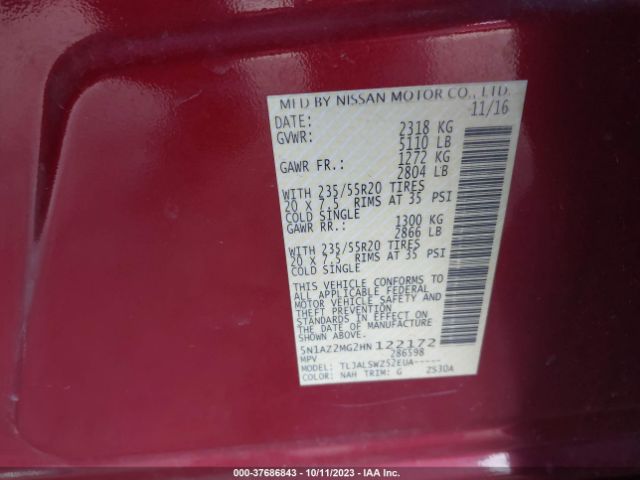 MFD BY NISSAN MOTOR CO., LTD.
DATE: 11/16
GVWR: 2318 KG
5110 LB
GAWR FR.: 1272 KG
2804 LB
WITH 235/55R20 TIRES
20 X 7.5 RIMS AT 35 PSI
COLD SINGLE
GAWR RR.: 1300 KG
2866 LB
WITH 235/55R20 TIRES
20 X 7.5 RIMS AT 35 PSI
COLD SINGLE
THIS VEHICLE CONFORMS TO
ALL APPLICABLE FEDERAL
MOTOR VEHICLE SAFETY AND
THEFT PREVENTION
STANDARDS IN EFFECT ON
THE DATE OF MANUFACTURE
SHOWN ABOVE.
5N1AZ2MG2HN122172
MPV 286598
MODEL: TLJALSWZ52EUA-----
COLOR: NAH TRIM: G ZS30A
000-37686843 - 10/11/2023 - IAA Inc.